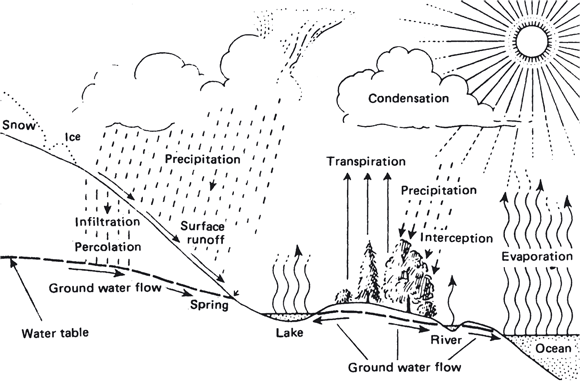 Condensation
Snow
Ice
Precipitation
Transpiration
Precipitation
Infiltration
Surface
runoff
Interception
Percolation
Evaporation
Ground water flow
Spring
Water table
Lake
River
Ocean
Ground water flow